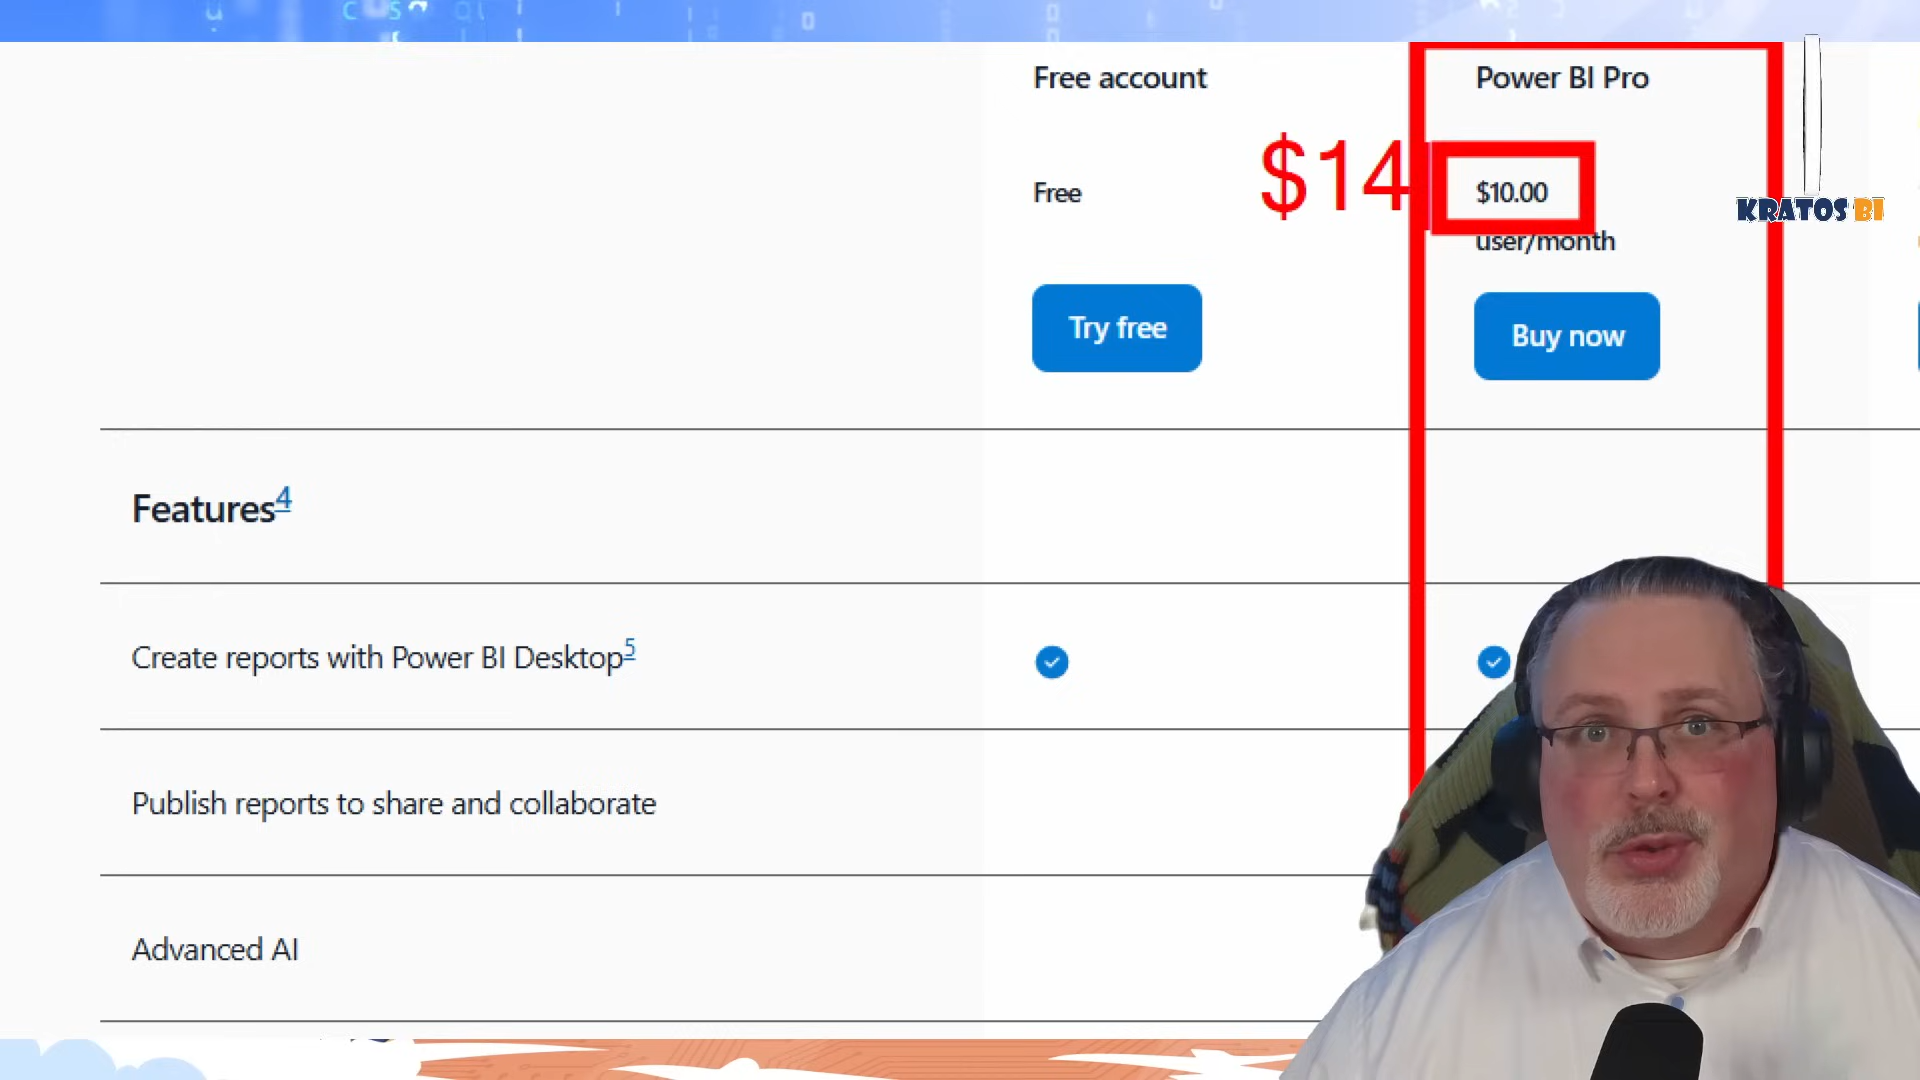 Free account
Power BI Pro
$14
Free
$10.00
KRATOS BI
user/month
Try free
Buy now
Features4
Create reports with Power BI Desktop5
Publish reports to share and collaborate
Advanced AI